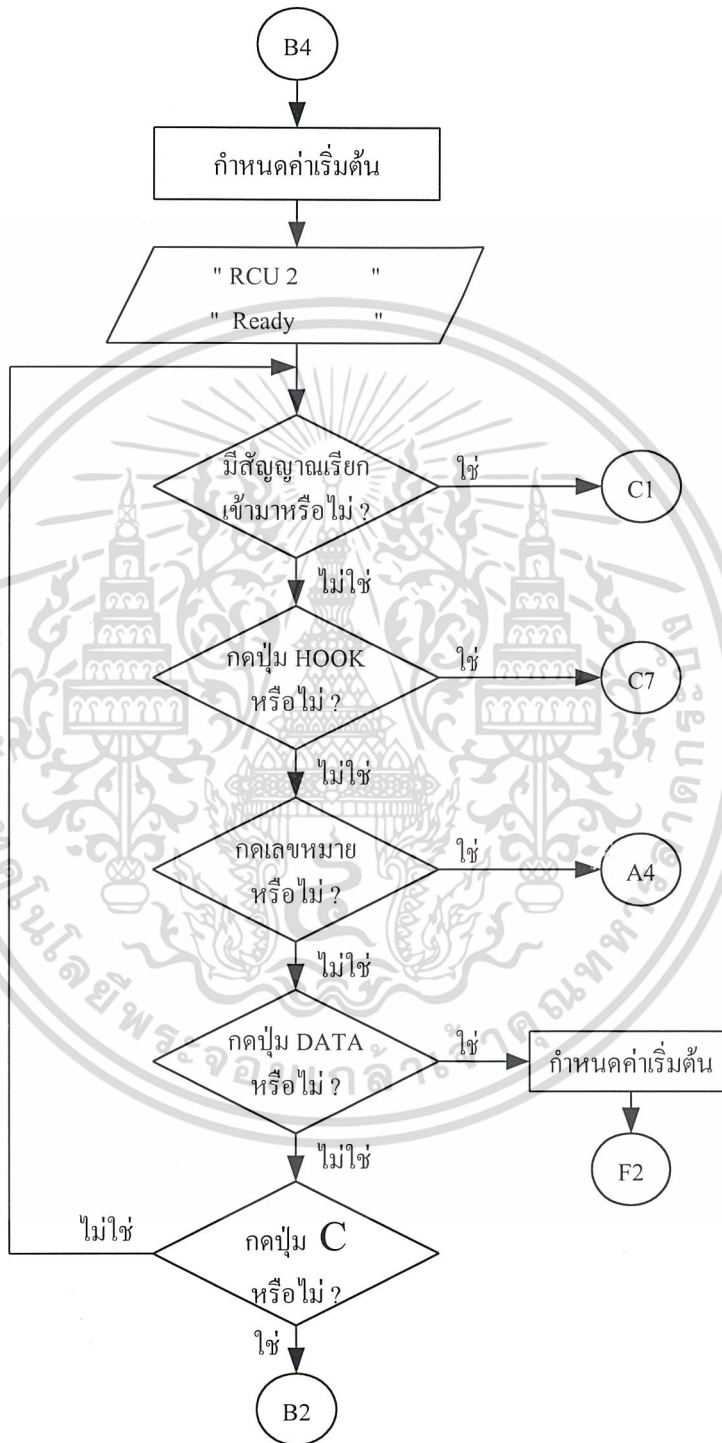 B4
กำหนดค่าเริ่มต้น
" RCU 2 "
" Ready "
มีสัญญาณเรียก
เข้ามาหรือไม่ ?
ใช่
C1
ไม่ใช่
กดปุ่ม HOOK
หรือไม่ ?
ใช่
C7
ไม่ใช่
กดเลขหมาย
หรือไม่ ?
ใช่
A4
ไม่ใช่
กดปุ่ม DATA
หรือไม่ ?
ใช่
กำหนดค่าเริ่มต้น
F2
ไม่ใช่
กดปุ่ม C
หรือไม่ ?
ไม่ใช่
ใช่
B2